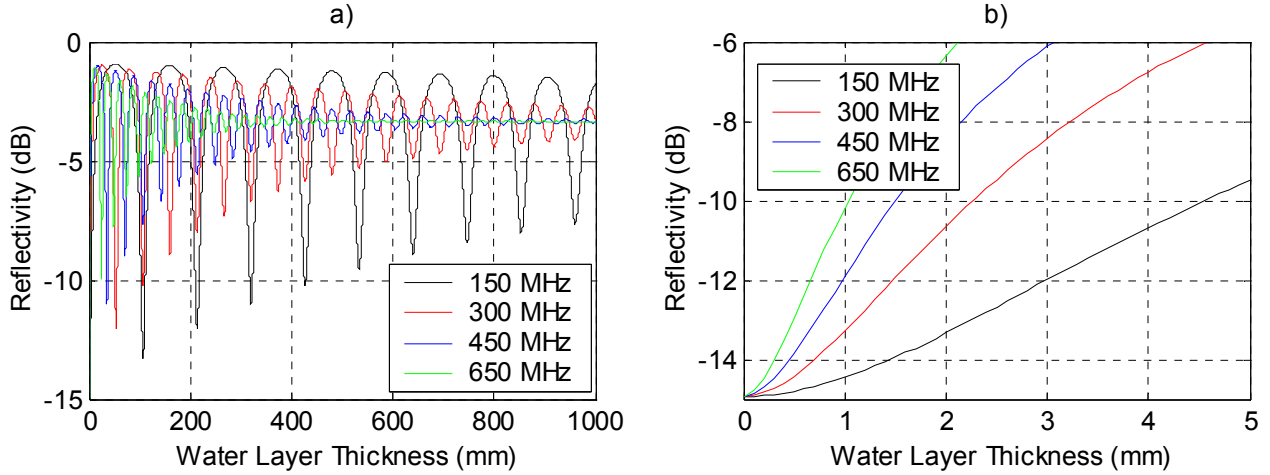 a)
Reflectivity (dB)
0
-5
-10
-15
150 MHz
300 MHz
450 MHz
650 MHz
0 200 400 600 800 1000
Water Layer Thickness (mm)
b)
Reflectivity (dB)
-6
-8
-10
-12
-14
150 MHz
300 MHz
450 MHz
650 MHz
0 1 2 3 4 5
Water Layer Thickness (mm)